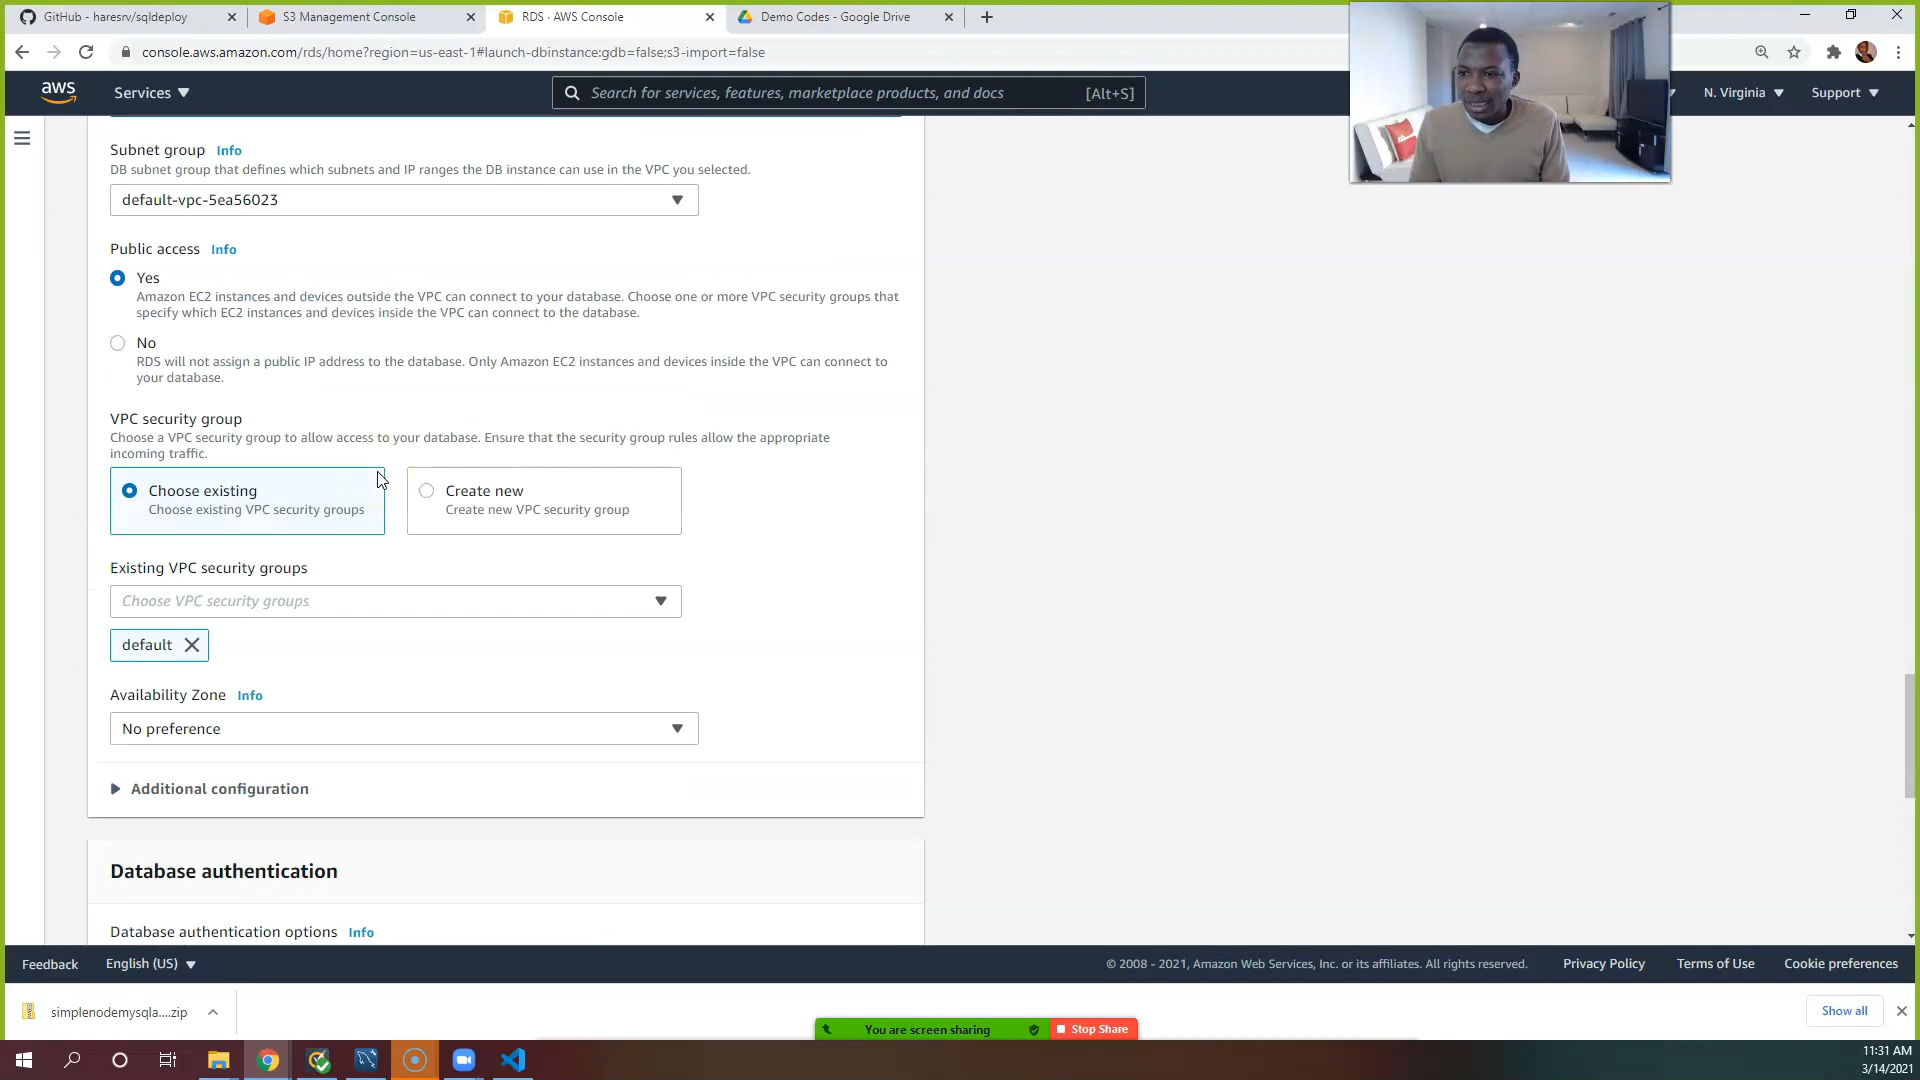 GitHub - haresrv/sqldeploy
S3 Management Console
RDS · AWS Console
Demo Codes - Google Drive
console.aws.amazon.com/rds/home?region=us-east-1#launch-dbinstance:gdb=false;s3-import=false
aws
Services
Search for services, features, marketplace products, and docs
[Alt+S]
N. Virginia
Support
Subnet group Info
DB subnet group that defines which subnets and IP ranges the DB instance can use in the VPC you selected.
default-vpc-5ea56023
Public access Info
Yes
Amazon EC2 instances and devices outside the VPC can connect to your database. Choose one or more VPC security groups that
specify which EC2 instances and devices inside the VPC can connect to the database.
No
RDS will not assign a public IP address to the database. Only Amazon EC2 instances and devices inside the VPC can connect to
your database.
VPC security group
Choose a VPC security group to allow access to your database. Ensure that the security group rules allow the appropriate
incoming traffic.
Choose existing
Choose existing VPC security groups
Create new
Create new VPC security group
Existing VPC security groups
Choose VPC security groups
default
Availability Zone Info
No preference
Additional configuration
Database authentication
Database authentication options Info
Feedback
English (US)
© 2008 - 2021, Amazon Web Services, Inc. or its affiliates. All rights reserved.
Privacy Policy
Terms of Use
Cookie preferences
simplenodemysqla....zip
Show all
You are screen sharing
Stop Share
11:31 AM
3/14/2021